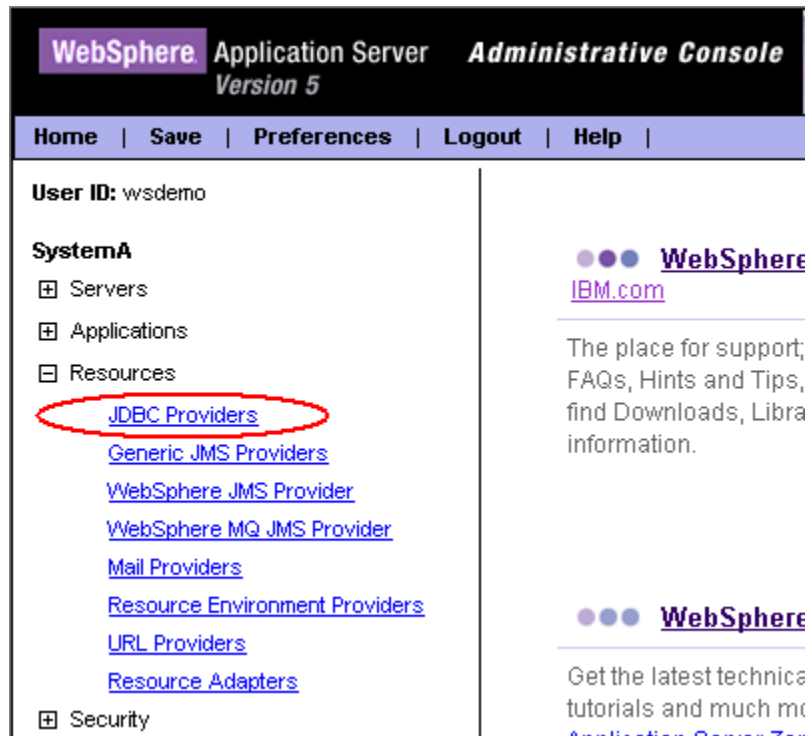 WebSphere. Application Server Administrative Console
Version 5
Home | Save | Preferences | Logout | Help |
User ID: wsdemo
SystemA
Servers
Applications
Resources
JDBC Providers
Generic JMS Providers
WebSphere JMS Provider
WebSphere MQ JMS Provider
Mail Providers
Resource Environment Providers
URL Providers
Resource Adapters
Security
WebSphere
IBM.com
The place for support;
FAQs, Hints and Tips,
find Downloads, Libra
information.
WebSphere
Get the latest technica
tutorials and much mo
Application Server Zon